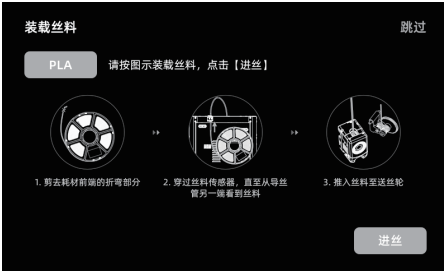 装载丝料
跳过
PLA
请按图示装载丝料，点击【进丝】
1. 剪去耗材前端的折弯部分
2. 穿过丝料传感器，直至从导丝
管另一端看到丝料
3. 推入丝料至送丝轮
进丝